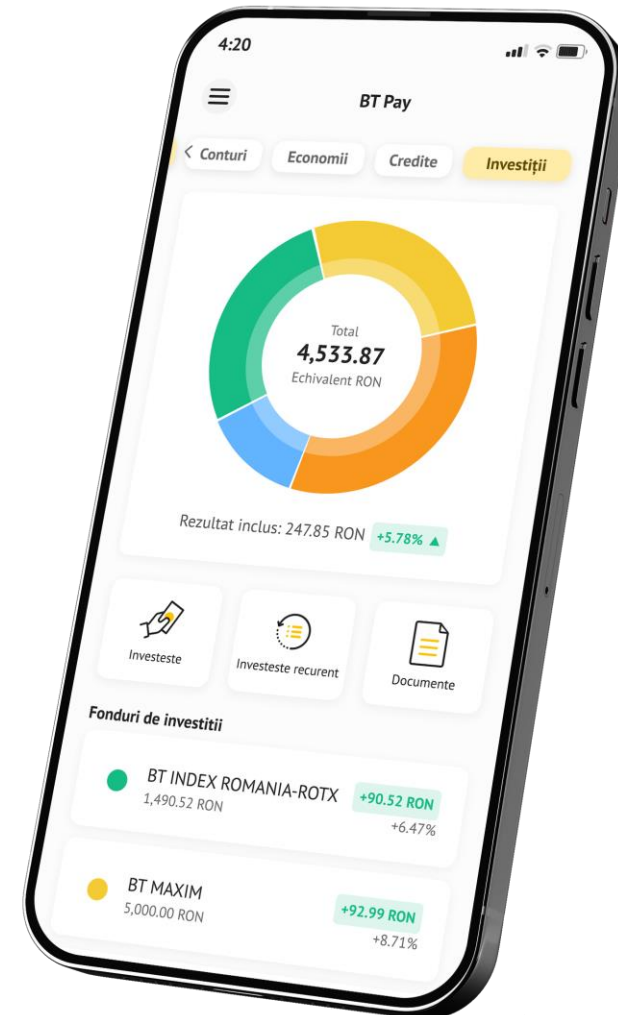 4:20
BT Pay
Conturi
Economii
Credite
Investiții
Total
4,533.87
Echivalent RON
Rezultat inclus: 247.85 RON +5.78%
Investeste
Investeste recurent
Documente
Fonduri de investitii
BT INDEX ROMANIA-ROTX +90.52 RON
1,490.52 RON +6.47%
BT MAXIM +92.99 RON
5,000.00 RON +8.71%